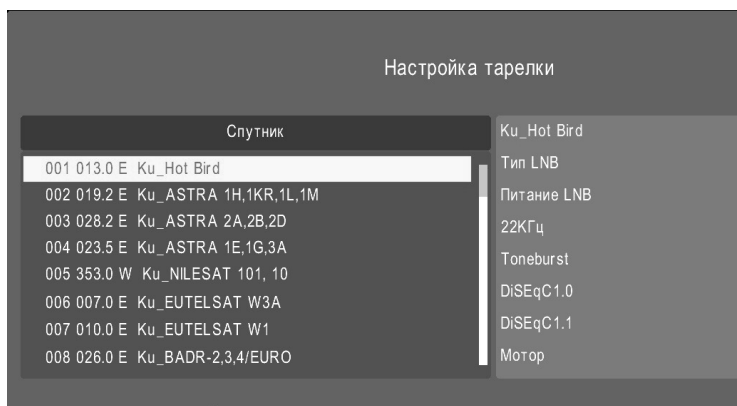 Настройка тарелки
Спутник
001 013.0 E Ku_Hot Bird
002 019.2 E Ku_ASTRA 1H,1KR,1L,1M
003 028.2 E Ku_ASTRA 2A,2B,2D
004 023.5 E Ku_ASTRA 1E,1G,3A
005 353.0 W Ku_NILESAT 101, 10
006 007.0 E Ku_EUTELSAT W3A
007 010.0 E Ku_EUTELSAT W1
008 026.0 E Ku_BADR-2,3,4/EURO
Ku_Hot Bird
Тип LNB
Питание LNB
22КГц
Toneburst
DiSEqC1.0
DiSEqC1.1
Мотор